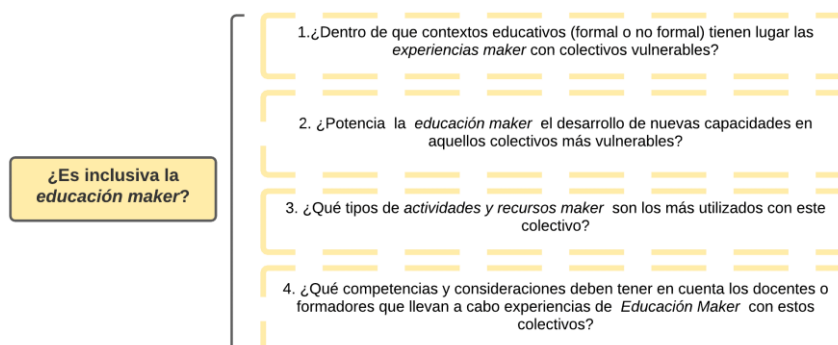 1.¿Dentro de que contextos educativos (formal o no formal) tienen lugar las
experiencias maker con colectivos vulnerables?
2. ¿Potencia la educación maker el desarrollo de nuevas capacidades en
aquellos colectivos más vulnerables?
¿Es inclusiva la
educación maker?
3. ¿Qué tipos de actividades y recursos maker son los más utilizados con este
colectivo?
4. ¿Qué competencias y consideraciones deben tener en cuenta los docentes o
formadores que llevan a cabo experiencias de Educación Maker con estos
colectivos?